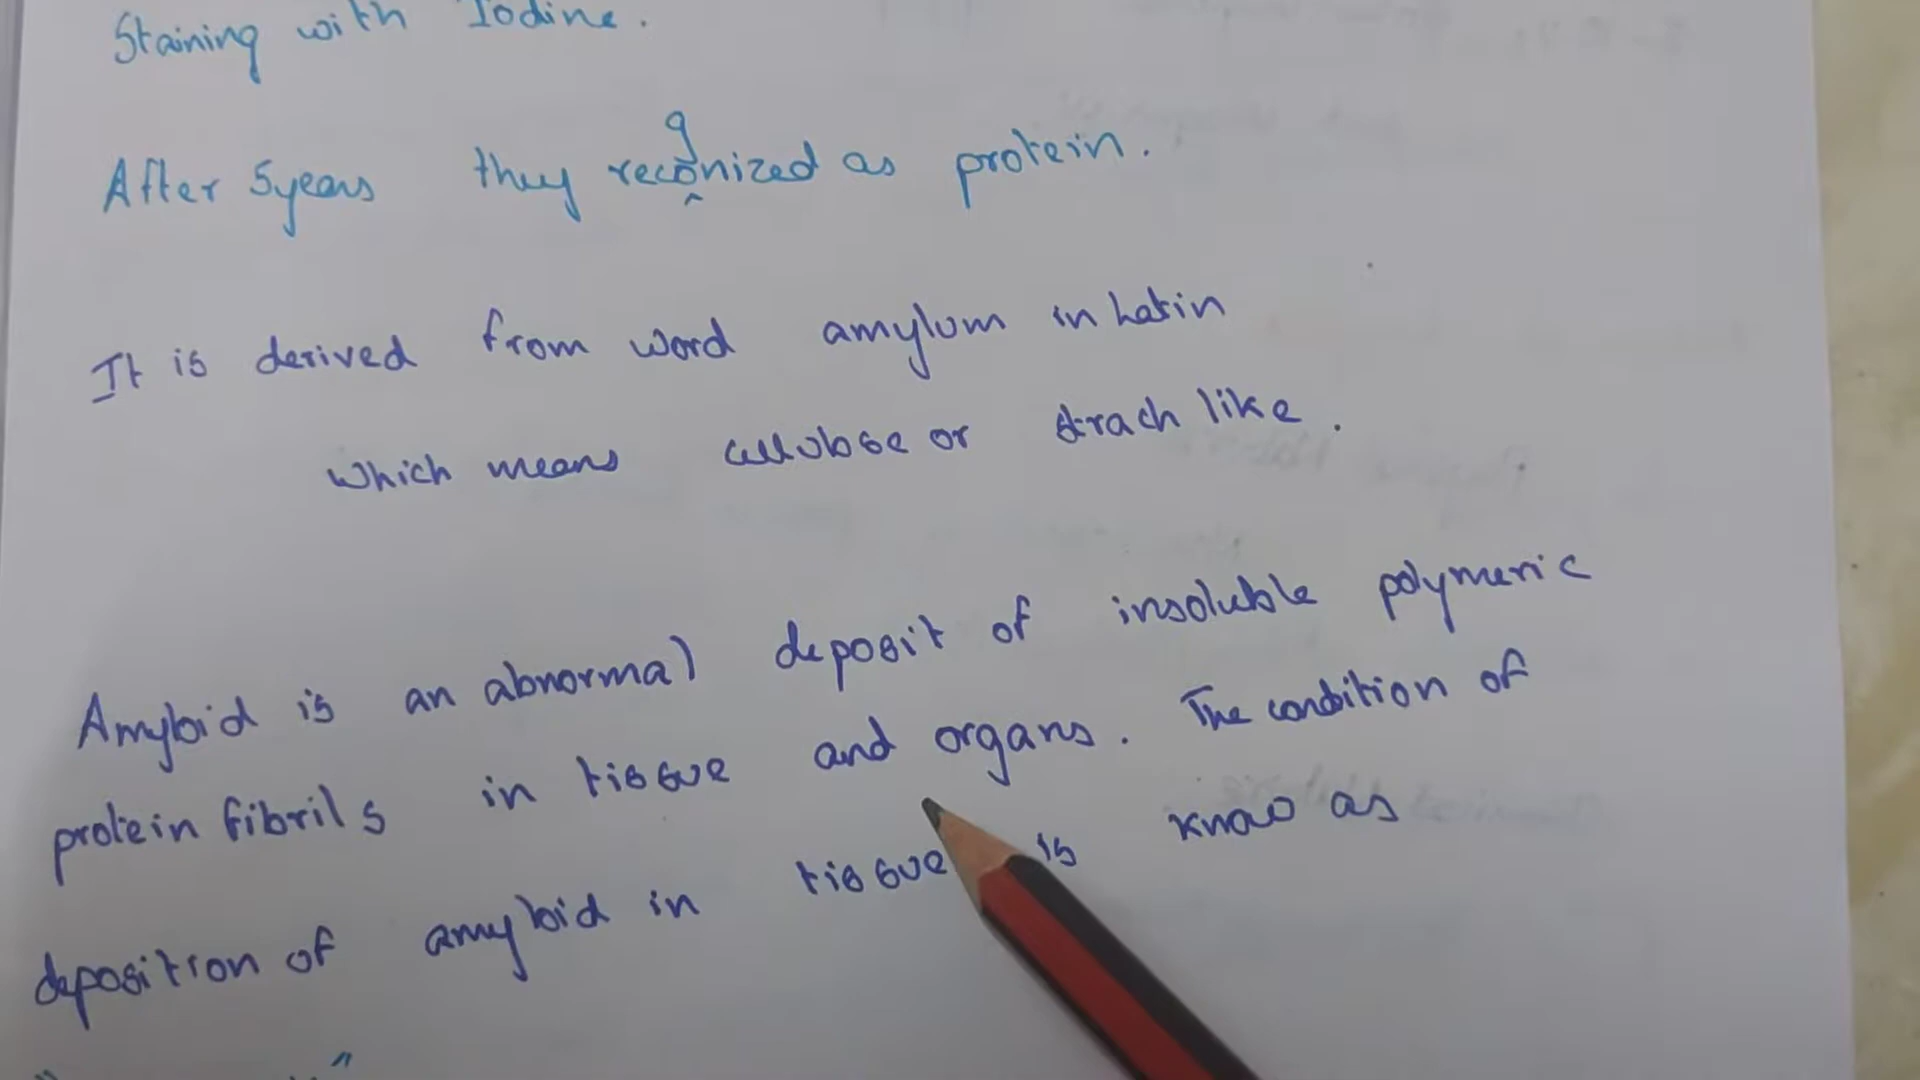 Staining with Iodine.
After 5years they recognized as protein.
It is derived from word amylum in Latin
which means cellulose or strach like.
Amyloid is an abnormal deposit of insoluble polymeric
protein fibrils in tissue and organs. The condition of
deposition of amyloid in tissue is know as